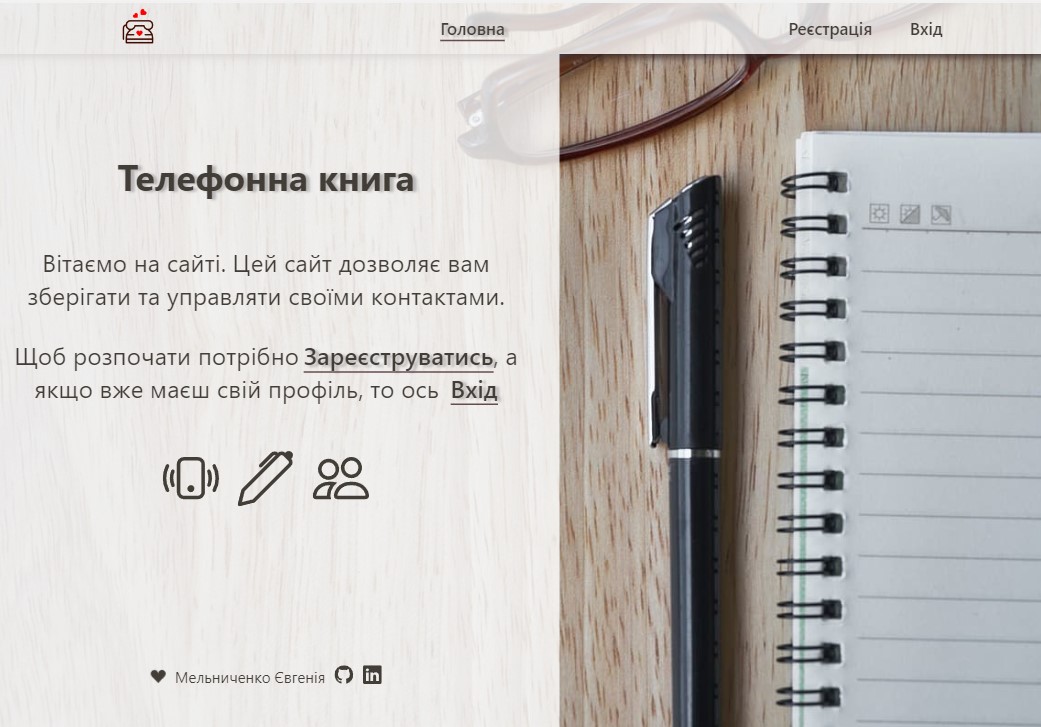 Головна
Реєстрація
Вхід
Телефонна книга
Вітаємо на сайті. Цей сайт дозволяє вам
зберігати та управляти своїми контактами.
Щоб розпочати потрібно Зареєструватись, а
якщо вже маєш свій профіль, то ось Вхід
Мельниченко Євгенія
in